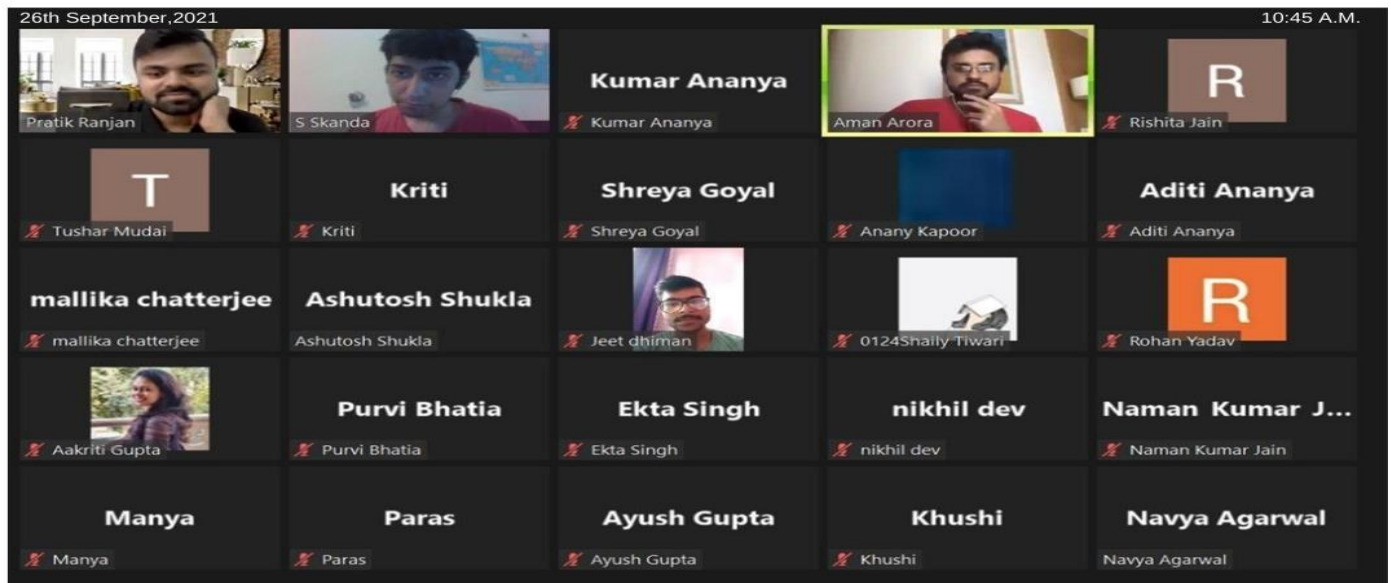 26th September,2021 10:45 A.M.
Pratik Ranjan
S Skanda
Kumar Ananya
Kumar Ananya
Aman Arora
R
Rishita Jain
T
Tushar Mudai
Kriti
Kriti
Shreya Goyal
Shreya Goyal
Anany Kapoor
Aditi Ananya
Aditi Ananya
mallika chatterjee
mallika chatterjee
Ashutosh Shukla
Ashutosh Shukla
Jeet dhiman
0124Shally Tiwari
R
Rohan Yadav
Aakriti Gupta
Purvi Bhatia
Purvi Bhatia
Ekta Singh
Ekta Singh
nikhil dev
nikhil dev
Naman Kumar J...
Naman Kumar Jain
Manya
Manya
Paras
Paras
Ayush Gupta
Ayush Gupta
Khushi
Khushi
Navya Agarwal
Navya Agarwal